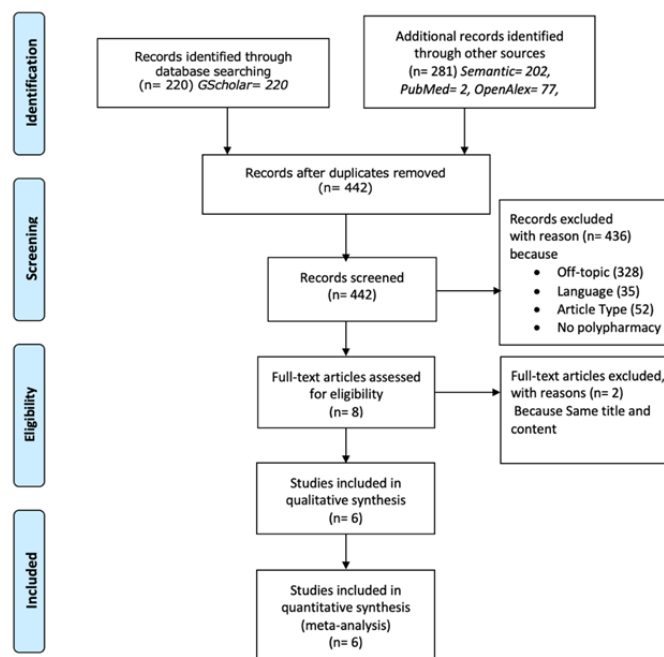 Identification
Records identified through
database searching
(n= 220) GScholar= 220
Additional records identified
through other sources
(n= 281) Semantic= 202,
PubMed= 2, OpenAlex= 77,
Records after duplicates removed
(n= 442)
Screening
Records screened
(n= 442)
Records excluded
with reason (n= 436)
because
• Off-topic (328)
• Language (35)
• Article Type (52)
• No polypharmacy
Eligibility
Full-text articles assessed
for eligibility
(n= 8)
Full-text articles excluded,
with reasons (n= 2)
Because Same title and
content
Studies included in
qualitative synthesis
(n= 6)
Included
Studies included in
quantitative synthesis
(meta-analysis)
(n= 6)